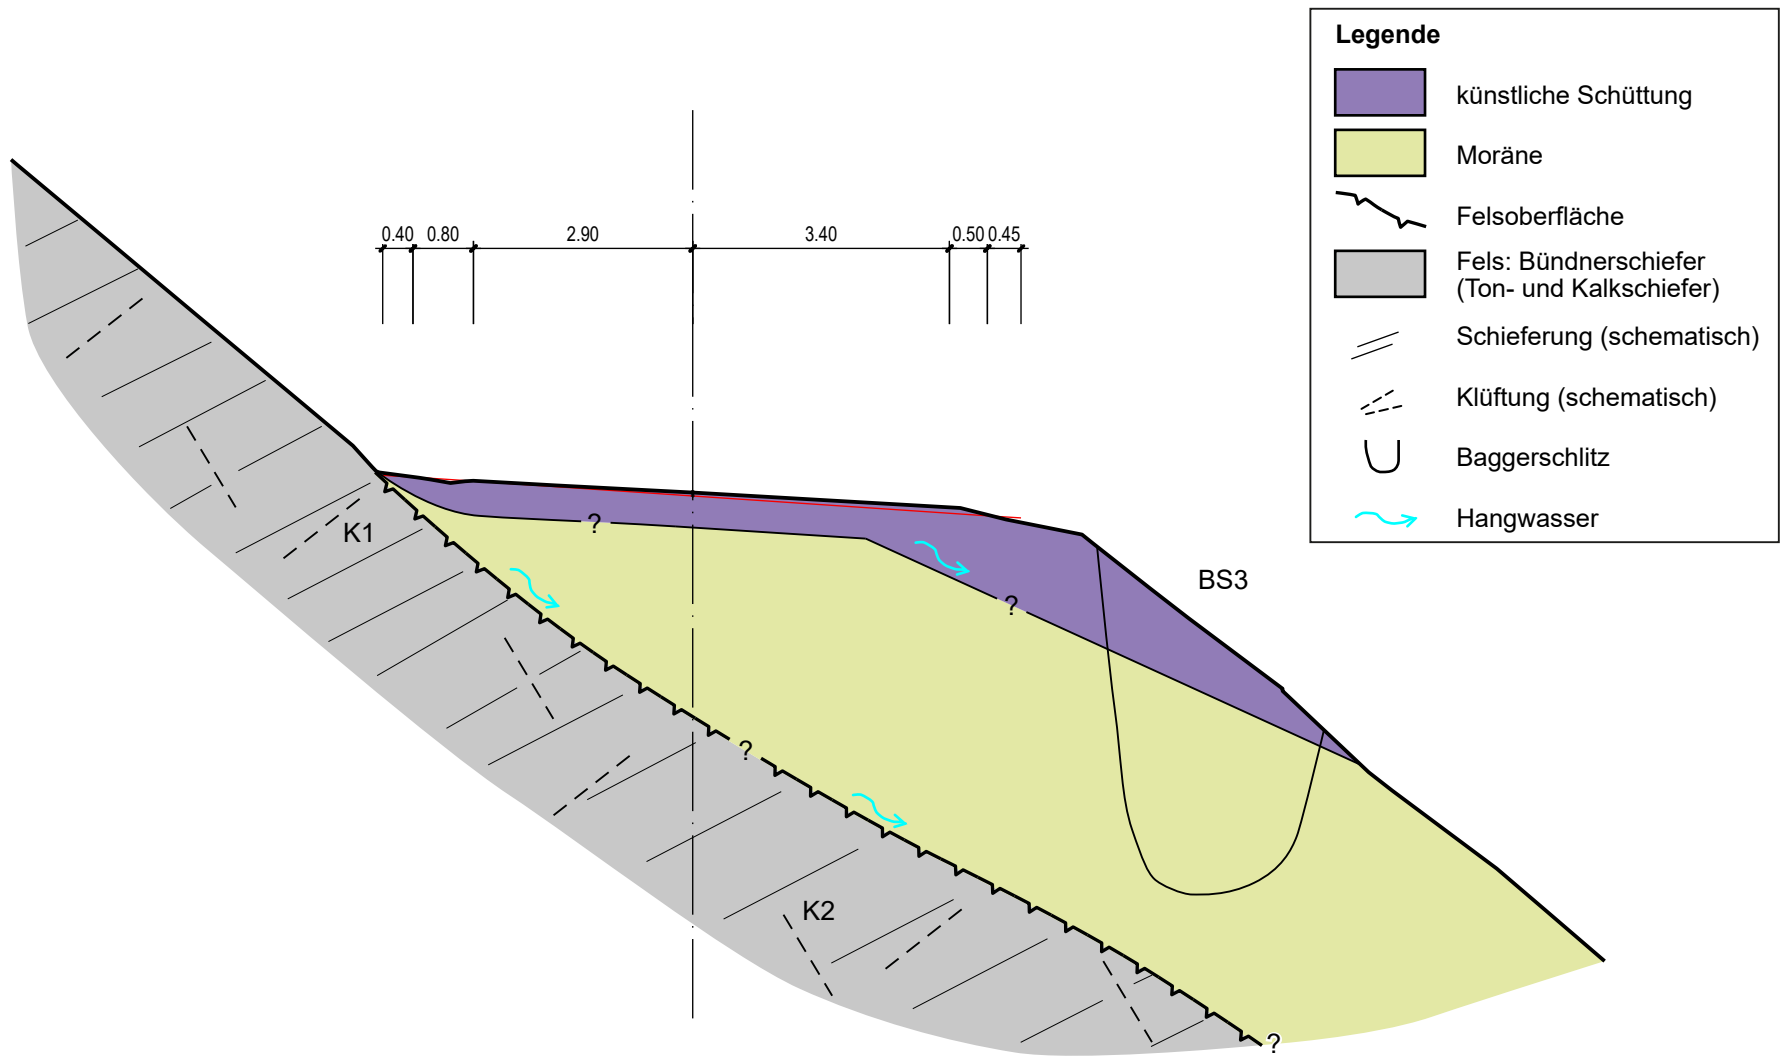 Legende
künstliche Schüttung
Moräne
Felsoberfläche
Fels: Bündnerschiefer
(Ton- und Kalkschiefer)
Schieferung (schematisch)
Klüftung (schematisch)
Baggerschlitz
Hangwasser
0.40 0.80 2.90 3.40 0.50 0.45
?
K1
BS3
?
?
K2
?